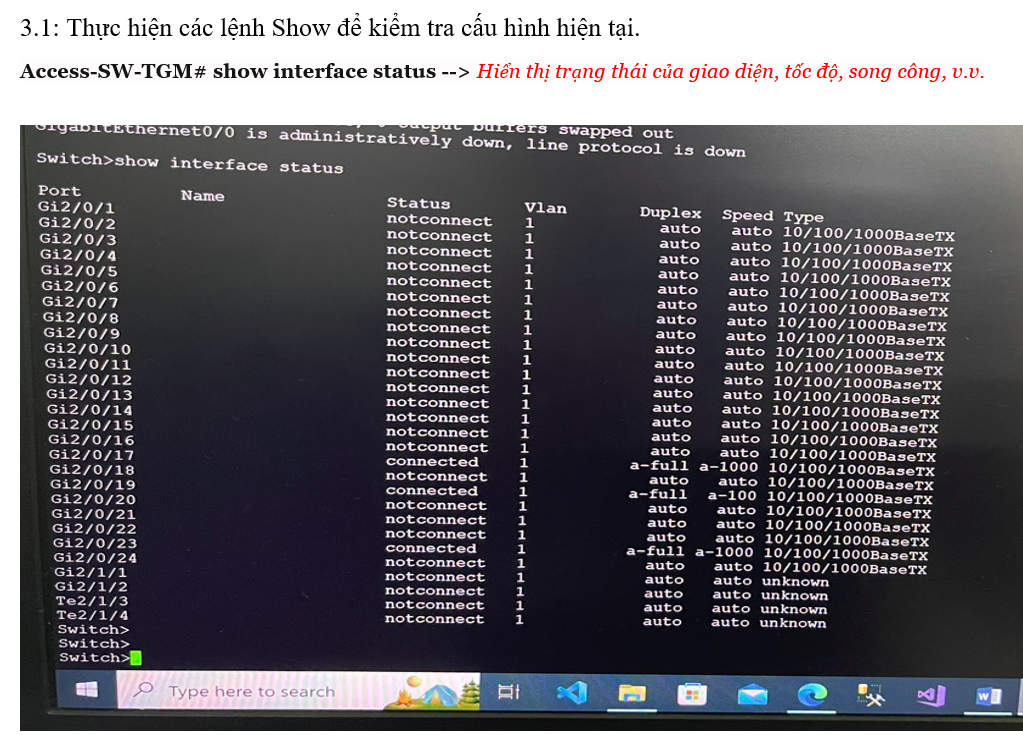 3.1: Thực hiện các lệnh Show để kiểm tra cấu hình hiện tại.
Access-SW-TGM# show interface status --> Hiển thị trạng thái của giao diện, tốc độ, song công, v.v.
output buffers swapped out
GigabitEthernet0/0 is administratively down, line protocol is down
Switch>show interface status
Port Name Status Vlan Duplex Speed Type
Gi2/0/1 notconnect 1 auto auto 10/100/1000BaseTX
Gi2/0/2 notconnect 1 auto auto 10/100/1000BaseTX
Gi2/0/3 notconnect 1 auto auto 10/100/1000BaseTX
Gi2/0/4 notconnect 1 auto auto 10/100/1000BaseTX
Gi2/0/5 notconnect 1 auto auto 10/100/1000BaseTX
Gi2/0/6 notconnect 1 auto auto 10/100/1000BaseTX
Gi2/0/7 notconnect 1 auto auto 10/100/1000BaseTX
Gi2/0/8 notconnect 1 auto auto 10/100/1000BaseTX
Gi2/0/9 notconnect 1 auto auto 10/100/1000BaseTX
Gi2/0/10 notconnect 1 auto auto 10/100/1000BaseTX
Gi2/0/11 notconnect 1 auto auto 10/100/1000BaseTX
Gi2/0/12 notconnect 1 auto auto 10/100/1000BaseTX
Gi2/0/13 notconnect 1 auto auto 10/100/1000BaseTX
Gi2/0/14 notconnect 1 auto auto 10/100/1000BaseTX
Gi2/0/15 notconnect 1 auto auto 10/100/1000BaseTX
Gi2/0/16 notconnect 1 auto auto 10/100/1000BaseTX
Gi2/0/17 connected 1 a-full a-1000 10/100/1000BaseTX
Gi2/0/18 notconnect 1 auto auto 10/100/1000BaseTX
Gi2/0/19 connected 1 a-full a-100 10/100/1000BaseTX
Gi2/0/20 notconnect 1 auto auto 10/100/1000BaseTX
Gi2/0/21 notconnect 1 auto auto 10/100/1000BaseTX
Gi2/0/22 notconnect 1 auto auto 10/100/1000BaseTX
Gi2/0/23 connected 1 a-full a-1000 10/100/1000BaseTX
Gi2/0/24 notconnect 1 auto auto 10/100/1000BaseTX
Gi2/1/1 notconnect 1 auto auto unknown
Gi2/1/2 notconnect 1 auto auto unknown
Te2/1/3 notconnect 1 auto auto unknown
Te2/1/4 notconnect 1 auto auto unknown
Switch>
Switch>
Switch>
Type here to search